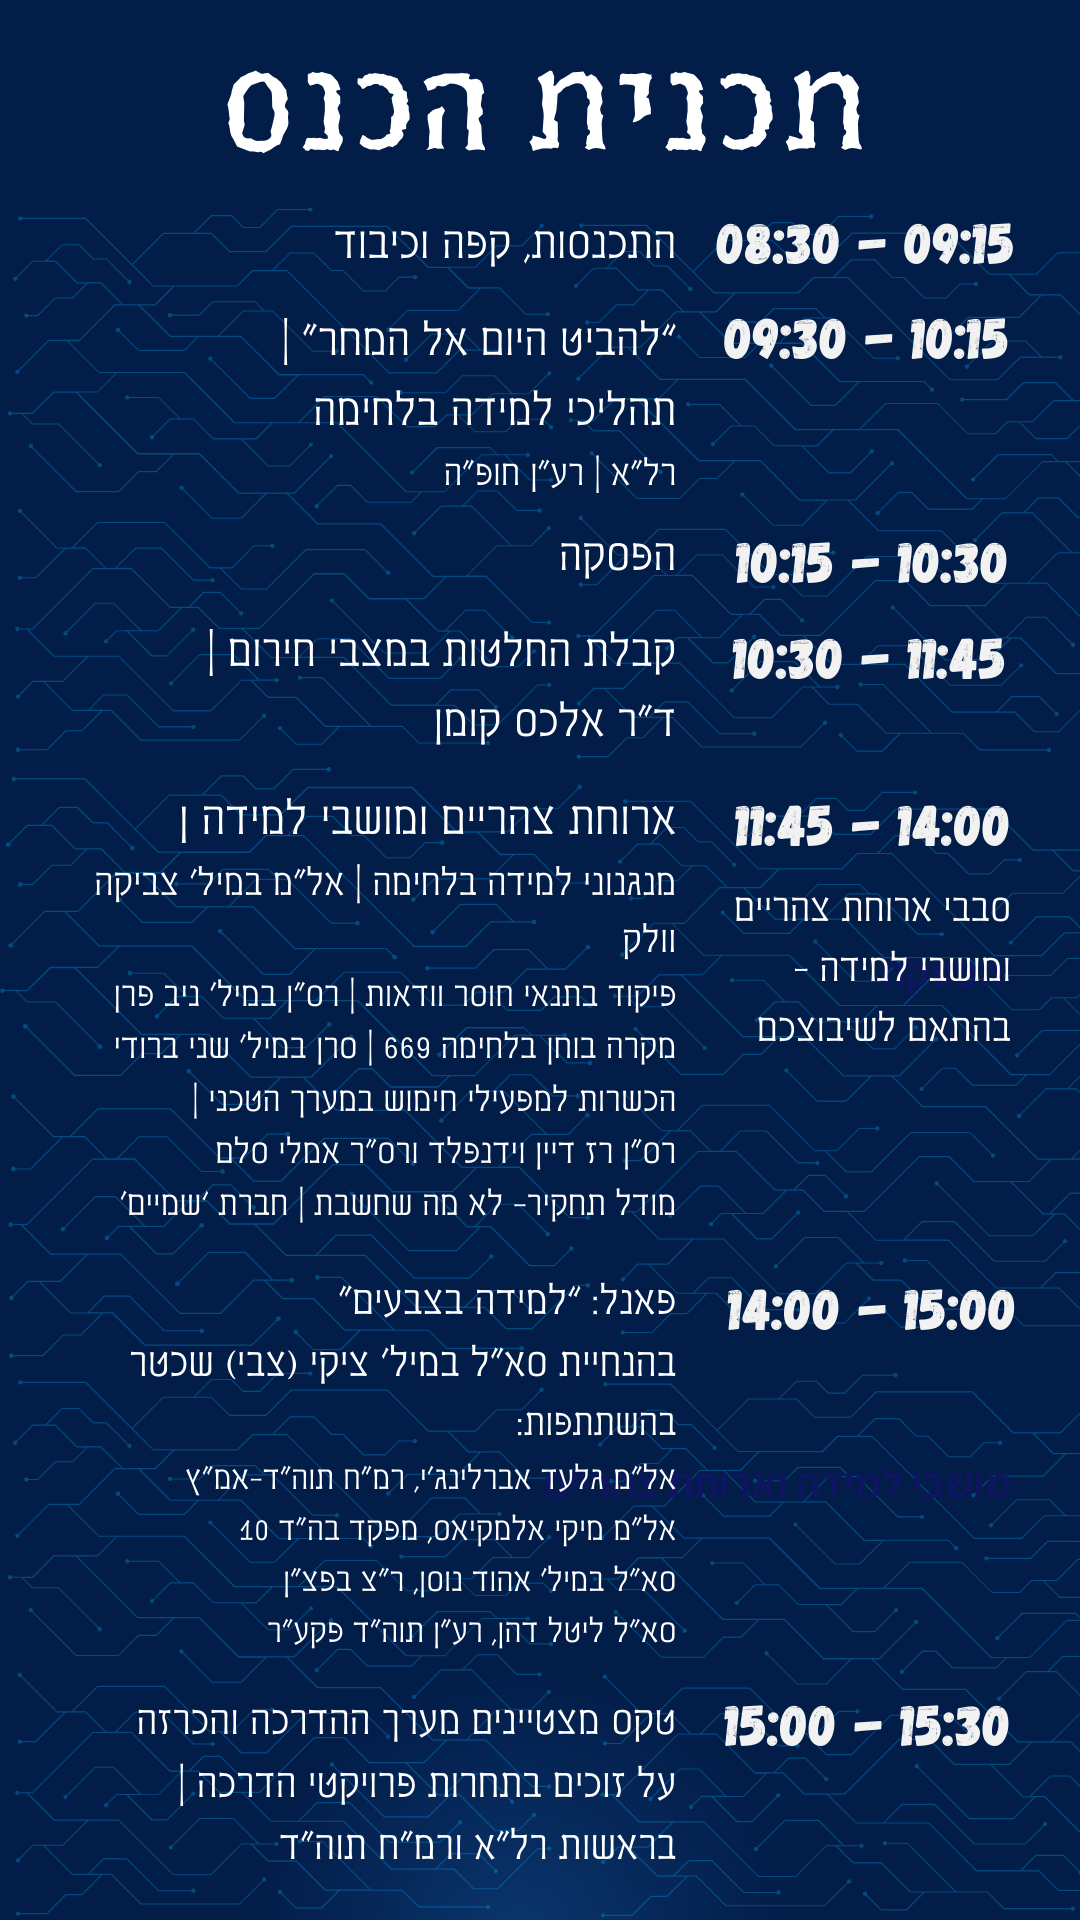 תכנית הכנס
08:30 – 09:15
התכנסות, קפה וכיבוד
09:30 – 10:15
"להביט היום אל המחר" |
תהליכי למידה בלחימה
רל"א | רע"ן חופ"ה
10:15 – 10:30
הפסקה
10:30 – 11:45
קבלת החלטות במצבי חירום |
ד"ר אלכס קומן
11:45 – 14:00
סבבי ארוחת צהריים
ומושבי למידה -
בהתאם לשיבוצכם
ארוחת צהריים ומושבי למידה |
מנגנוני למידה בלחימה | אל"מ במיל' צביקה
וולק
פיקוד בתנאי חוסר וודאות | רס"ן במיל' ניב פרן
מקרה בוחן בלחימה 669 | סרן במיל' שני ברודי
הכשרות למפעילי חימוש במערך הטכני |
רס"ן רז דיין וידנפלד ורס"ר אמלי סלם
מודל תחקיר- לא מה שחשבת | חברת 'שמיים'
14:00 – 15:00
פאנל: "למידה בצבעים"
בהנחיית סא"ל במיל' ציקי (צבי) שכטר
בהשתתפות:
אל"מ גלעד אברלינג'י, רמ"ח תוה"ד-אמ"ץ
אל"מ מיקי אלמקיאס, מפקד בה"ד 10
סא"ל במיל' אהוד נוסן, ר"צ בפצ"ן
סא"ל ליטל דהן, רע"ן תוה"ד פקע"ר
מושבי למידה וארוחת
15:00 – 15:30
טקס מצטיינים מערך ההדרכה והכרזה
על זוכים בתחרות פרויקטי הדרכה |
בראשות רל"א ורמ"ח תוה"ד